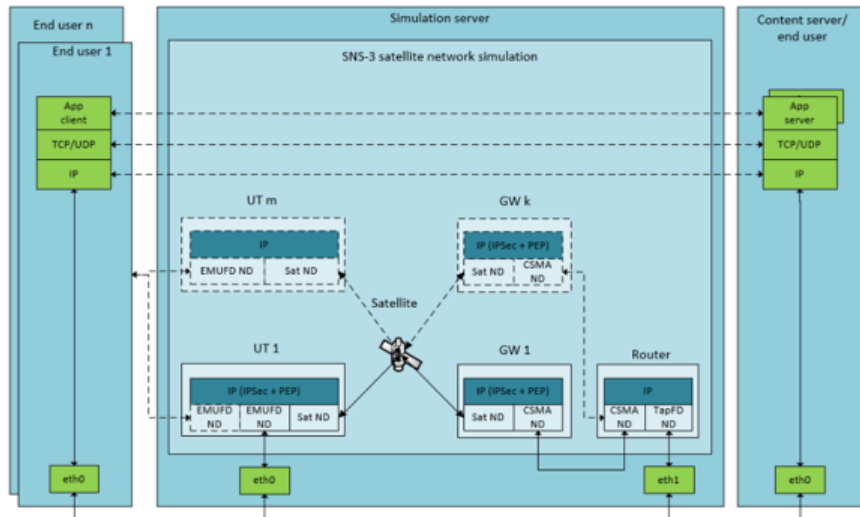 End user n
End user 1
App
client
TCP/UDP
IP
eth0
Simulation server
SNS-3 satellite network simulation
UT m
IP
EMUFD ND
Sat ND
GW k
IP (IPSec + PEP)
Sat ND
CSMA
ND
Satellite
UT 1
IP (IPSec + PEP)
EMUFD
ND
EMUFD
ND
Sat ND
GW 1
IP (IPSec + PEP)
Sat ND
CSMA
ND
Router
IP
CSMA
ND
TapFD
ND
eth0
eth1
Content server/
end user
App
server
TCP/UDP
IP
eth0